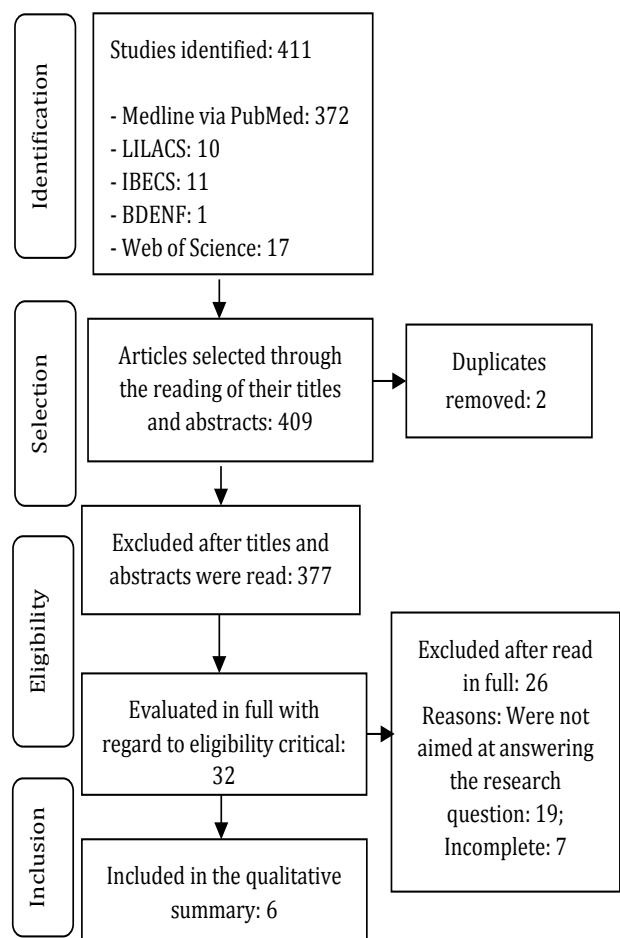 Identification
Studies identified: 411
- Medline via PubMed: 372
- LILACS: 10
- IBECS: 11
- BDENF: 1
- Web of Science: 17
Selection
Articles selected through
the reading of their titles
and abstracts: 409
Duplicates
removed: 2
Eligibility
Excluded after titles and
abstracts were read: 377
Evaluated in full with
regard to eligibility critical:
32
Excluded after read
in full: 26
Reasons: Were not
aimed at answering
the research
question: 19;
Incomplete: 7
Inclusion
Included in the qualitative
summary: 6